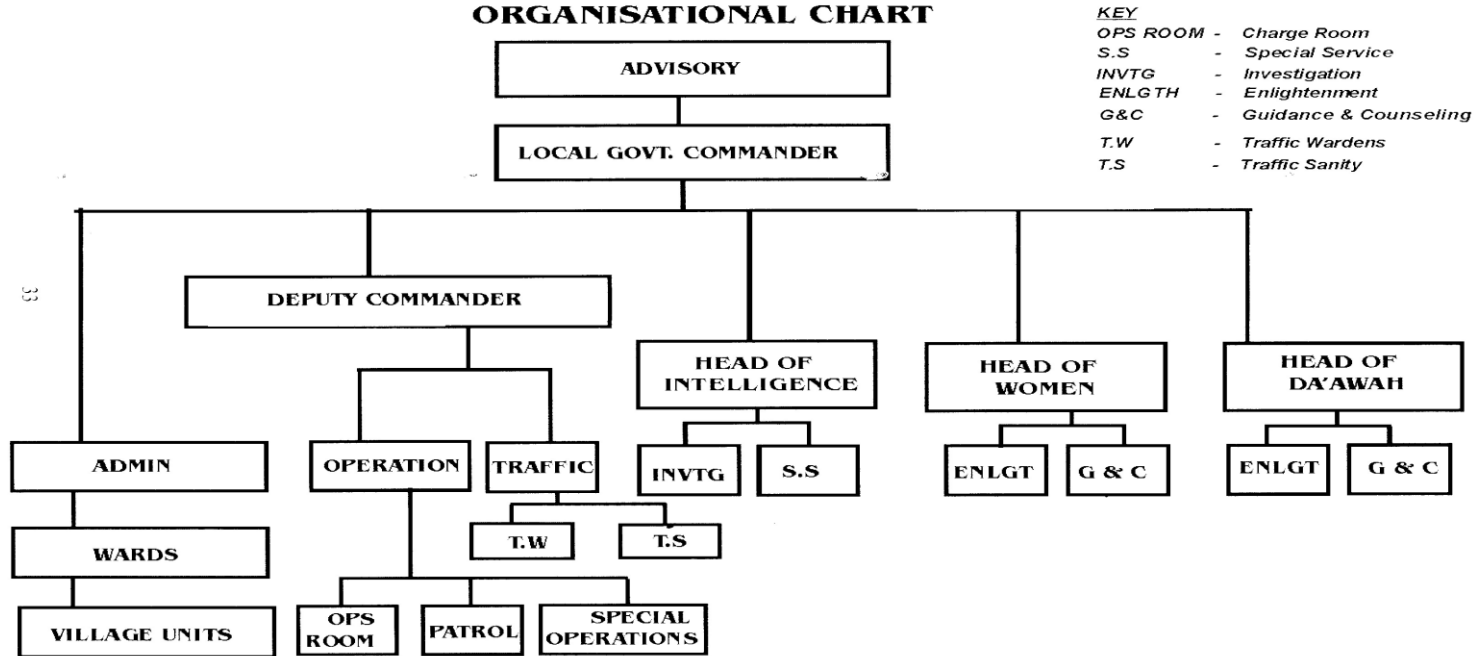 ORGANISATIONAL CHART
KEY
OPS ROOM - Charge Room
S.S - Special Service
INVTG - Investigation
ENLGTH - Enlightenment
G&C - Guidance & Counseling
T.W - Traffic Wardens
T.S - Traffic Sanity
ADVISORY
LOCAL GOVT. COMMANDER
33
DEPUTY COMMANDER
HEAD OF
INTELLIGENCE
HEAD OF
WOMEN
HEAD OF
DA'AWAH
ADMIN
OPERATION
TRAFFIC
INVTG
S.S
ENLGT
G & C
ENLGT
G & C
WARDS
T.W
T.S
VILLAGE UNITS
OPS
ROOM
PATROL
SPECIAL
OPERATIONS